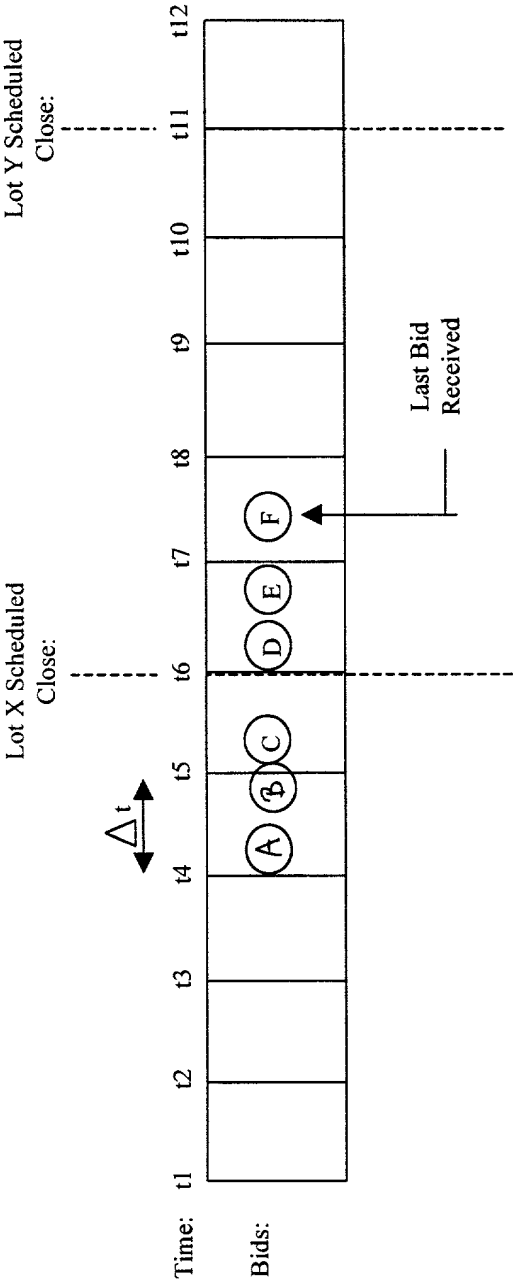 Lot X Scheduled
Close:
Lot Y Scheduled
Close:
Δt
Time: t1 t2 t3 t4 t5 t6 t7 t8 t9 t10 t11 t12
Bids: A B C D E F
Last Bid
Received